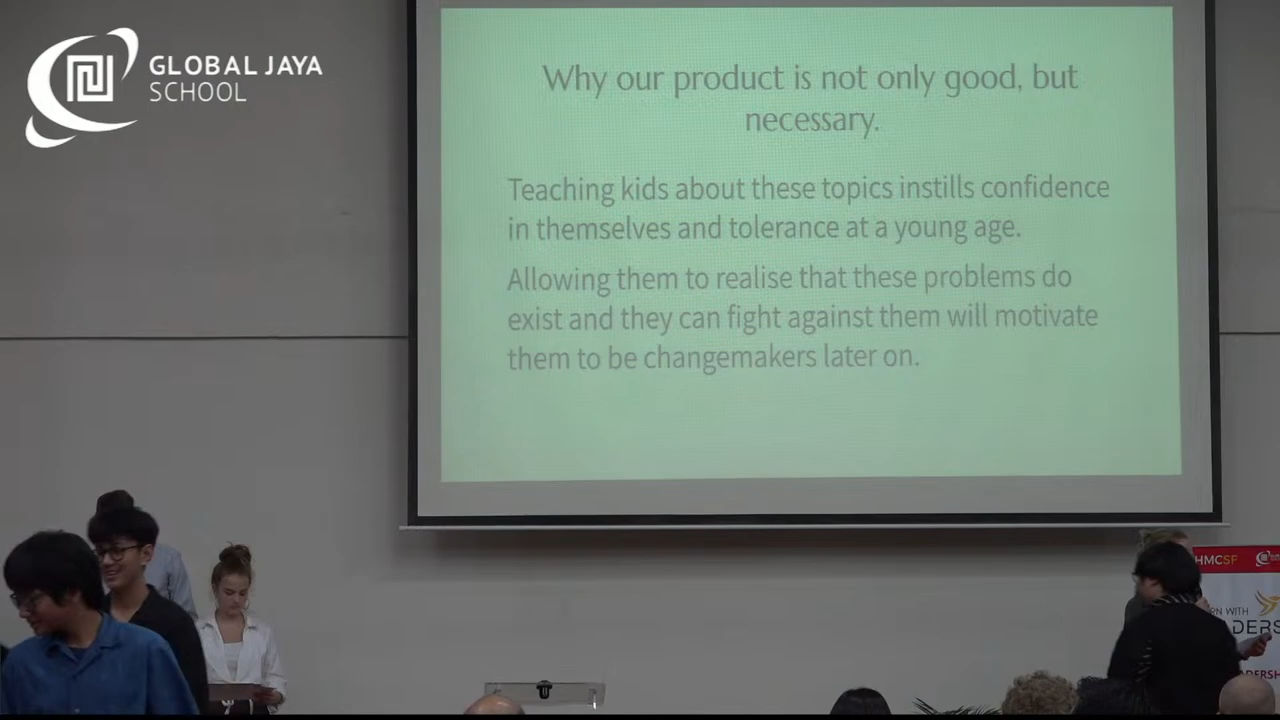 GLOBAL JAYA
SCHOOL
Why our product is not only good, but
necessary.
Teaching kids about these topics instills confidence
in themselves and tolerance at a young age.
Allowing them to realise that these problems do
exist and they can fight against them will motivate
them to be changemakers later on.
HMCSF
WITH